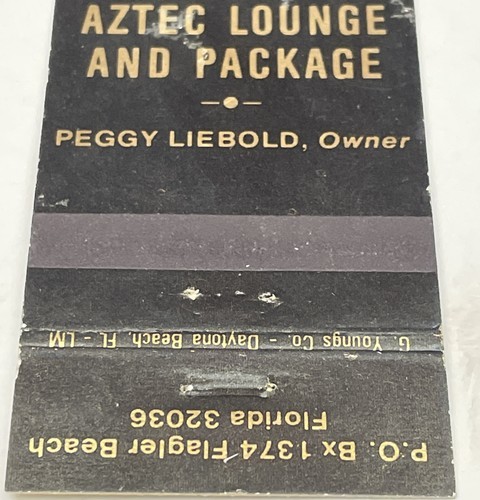 AZTEC LOUNGE
AND PACKAGE
PEGGY LIEBOLD, Owner
G. Youngs Co - Daytona Beach, FL - LM
P.O. Bx 1374 Flagler Beach
Florida 32036